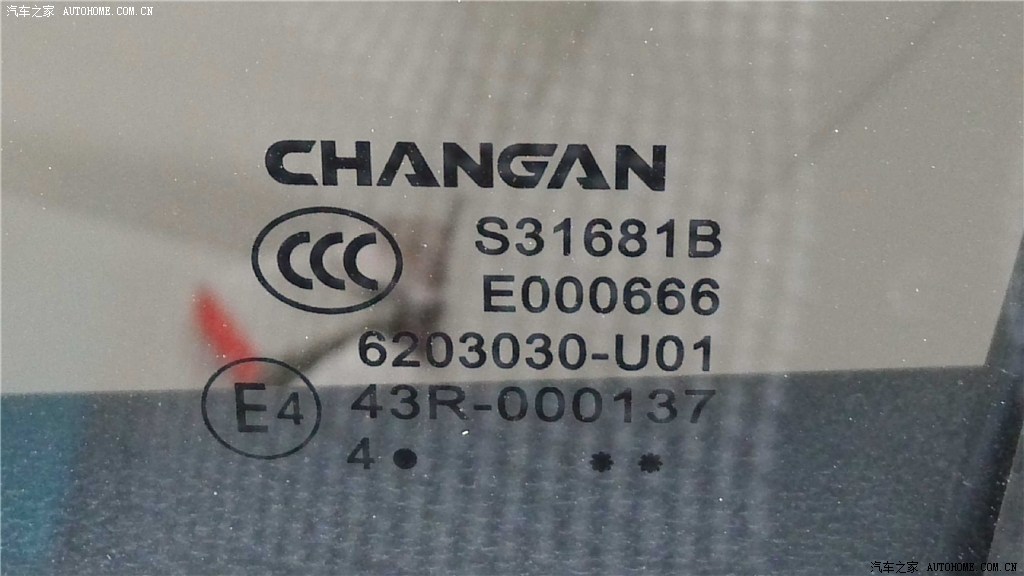 汽车之家 AUTOHOME.COM.CN
CHANGAN
CCC S31681B
E000666
6203030-U01
E4 43R-000137
4 ● ✱ ✱
汽车之家 AUTOHOME.COM.CN